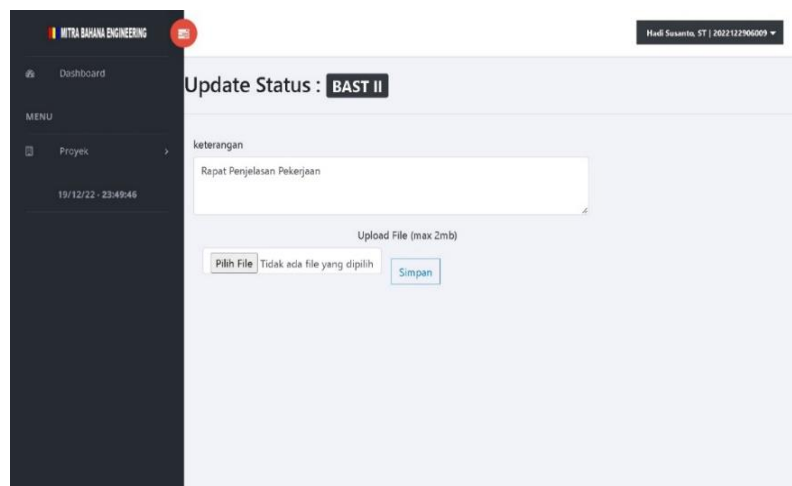 MITRA BAHANA ENGINEERING
Hadi Susanto, ST | 2022122906009
Dashboard
Update Status : BAST II
MENU
Proyek
keterangan
Rapat Penjelasan Pekerjaan
19/12/22 - 23:49:46
Upload File (max 2mb)
Pilih File Tidak ada file yang dipilih
Simpan